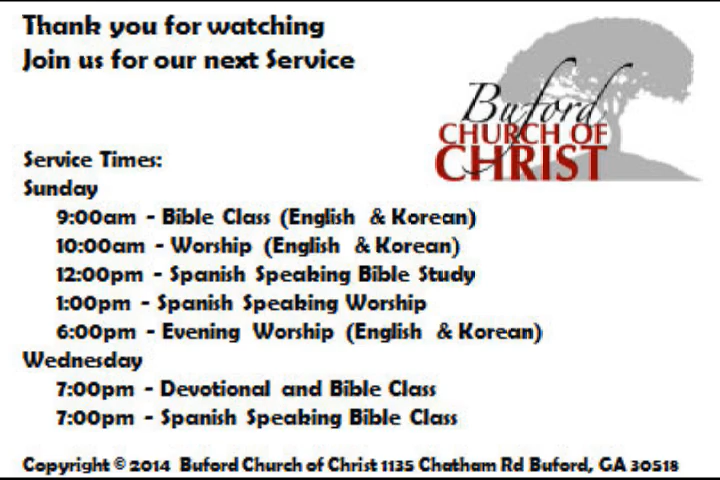 Thank you for watching
Join us for our next Service
Buford
CHURCH OF
CHRIST
Service Times:
Sunday
9:00am - Bible Class (English & Korean)
10:00am - Worship (English & Korean)
12:00pm - Spanish Speaking Bible Study
1:00pm - Spanish Speaking Worship
6:00pm - Evening Worship (English & Korean)
Wednesday
7:00pm - Devotional and Bible Class
7:00pm - Spanish Speaking Bible Class
Copyright © 2014 Buford Church of Christ 1135 Chatham Rd Buford, GA 30518